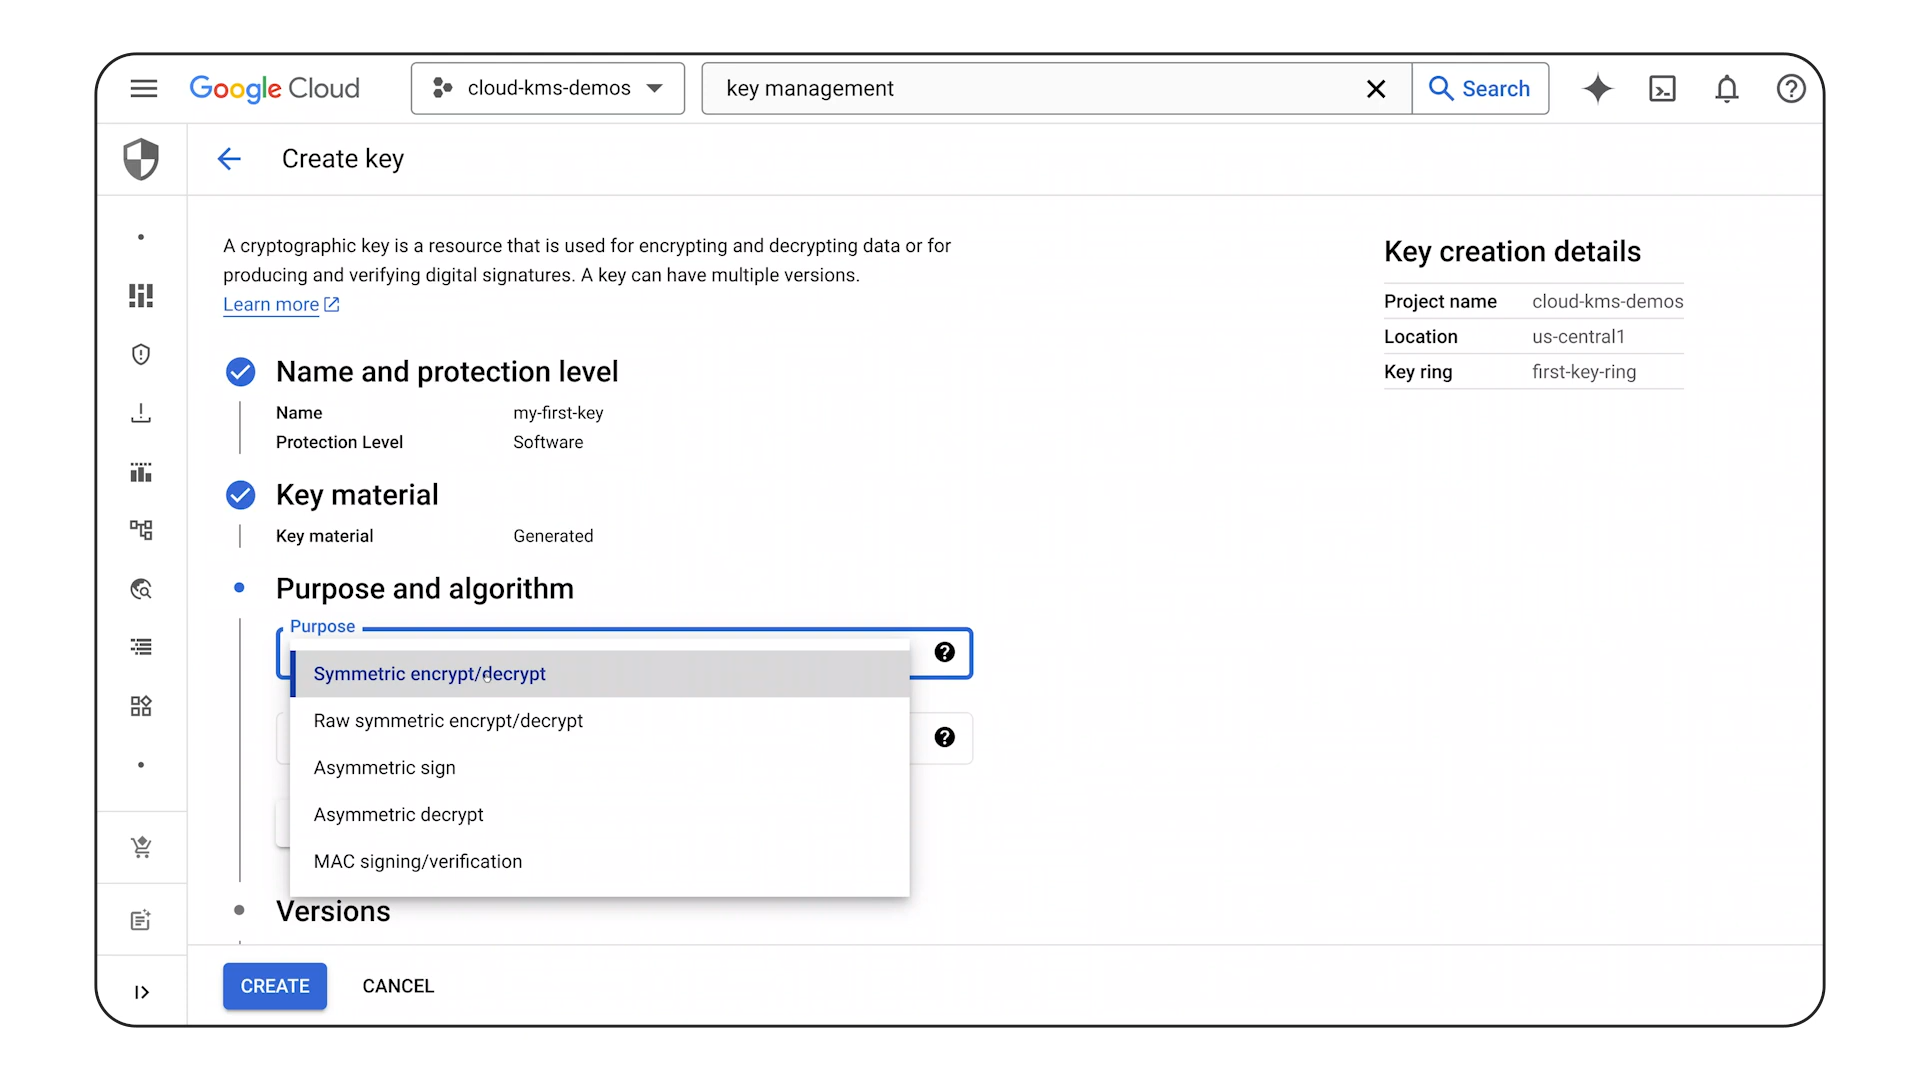 Google Cloud
cloud-kms-demos
key management
Search
Create key
A cryptographic key is a resource that is used for encrypting and decrypting data or for
producing and verifying digital signatures. A key can have multiple versions.
Learn more
Name and protection level
Name my-first-key
Protection Level Software
Key material
Key material Generated
Purpose and algorithm
Purpose
Symmetric encrypt/decrypt
Raw symmetric encrypt/decrypt
Asymmetric sign
Asymmetric decrypt
MAC signing/verification
Versions
CREATE CANCEL
Key creation details
Project name cloud-kms-demos
Location us-central1
Key ring first-key-ring